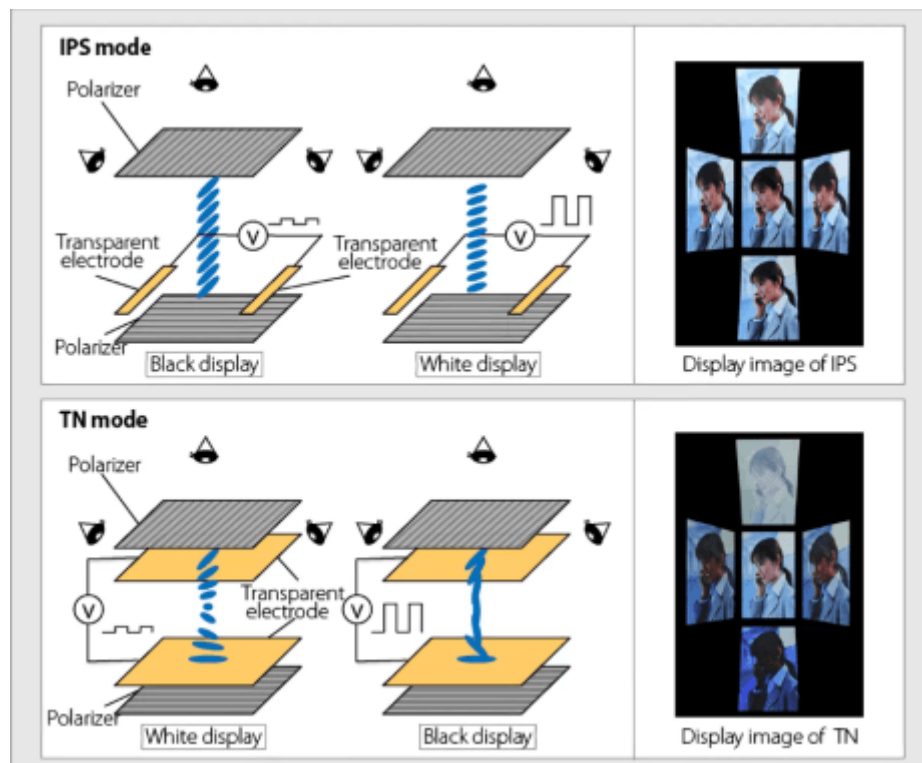 IPS mode
Polarizer
V
Transparent
electrode
Transparent
electrode
V
Polarizer
Black display
White display
Display image of IPS
TN mode
Polarizer
V
Transparent
electrode
V
Polarizer
White display
Black display
Display image of TN